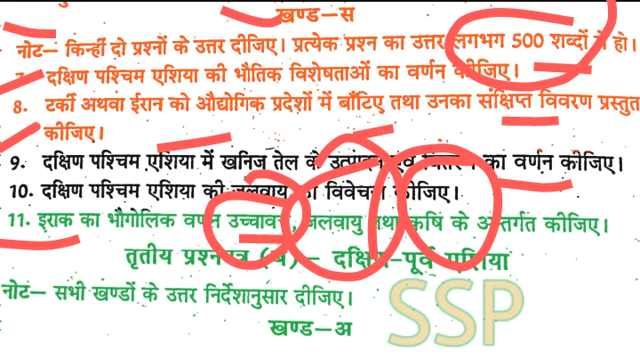 खण्ड–स
नोट– किन्हीं दो प्रश्नों के उत्तर दीजिए। प्रत्येक प्रश्न का उत्तर लगभग 500 शब्दों में हो।
दक्षिण पश्चिम एशिया की भौतिक विशेषताओं का वर्णन कीजिए।
8. टर्की अथवा ईरान को औद्योगिक प्रदेशों में बाँटिए तथा उनका संक्षिप्त विवरण प्रस्तुत
कीजिए।
9. दक्षिण पश्चिम एशिया में खनिज तेल के का वर्णन कीजिए।
10. दक्षिण पश्चिम एशिया की जलवायु की विवेचना कीजिए।
11. इराक का भौगोलिक वर्णन उच्चावच, जलवायु तथा कृषि के अन्तर्गत कीजिए।
तृतीय प्रश्नपत्र – दक्षिण–पूर्व एशिया
नोट– सभी खण्डों के उत्तर निर्देशानुसार दीजिए।
SSP
खण्ड–अ